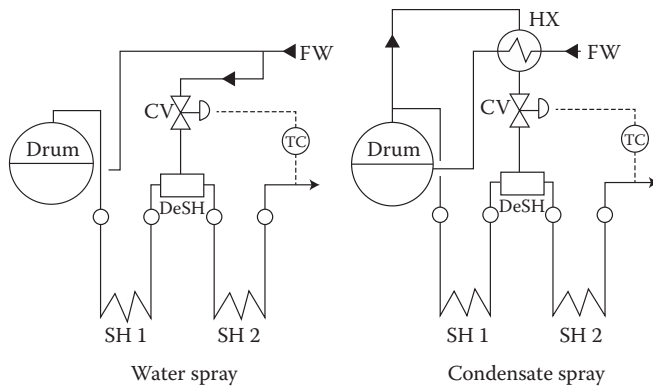 FW
CV
TC
Drum
DeSH
SH 1
SH 2
Water spray
HX
FW
CV
TC
Drum
DeSH
SH 1
SH 2
Condensate spray